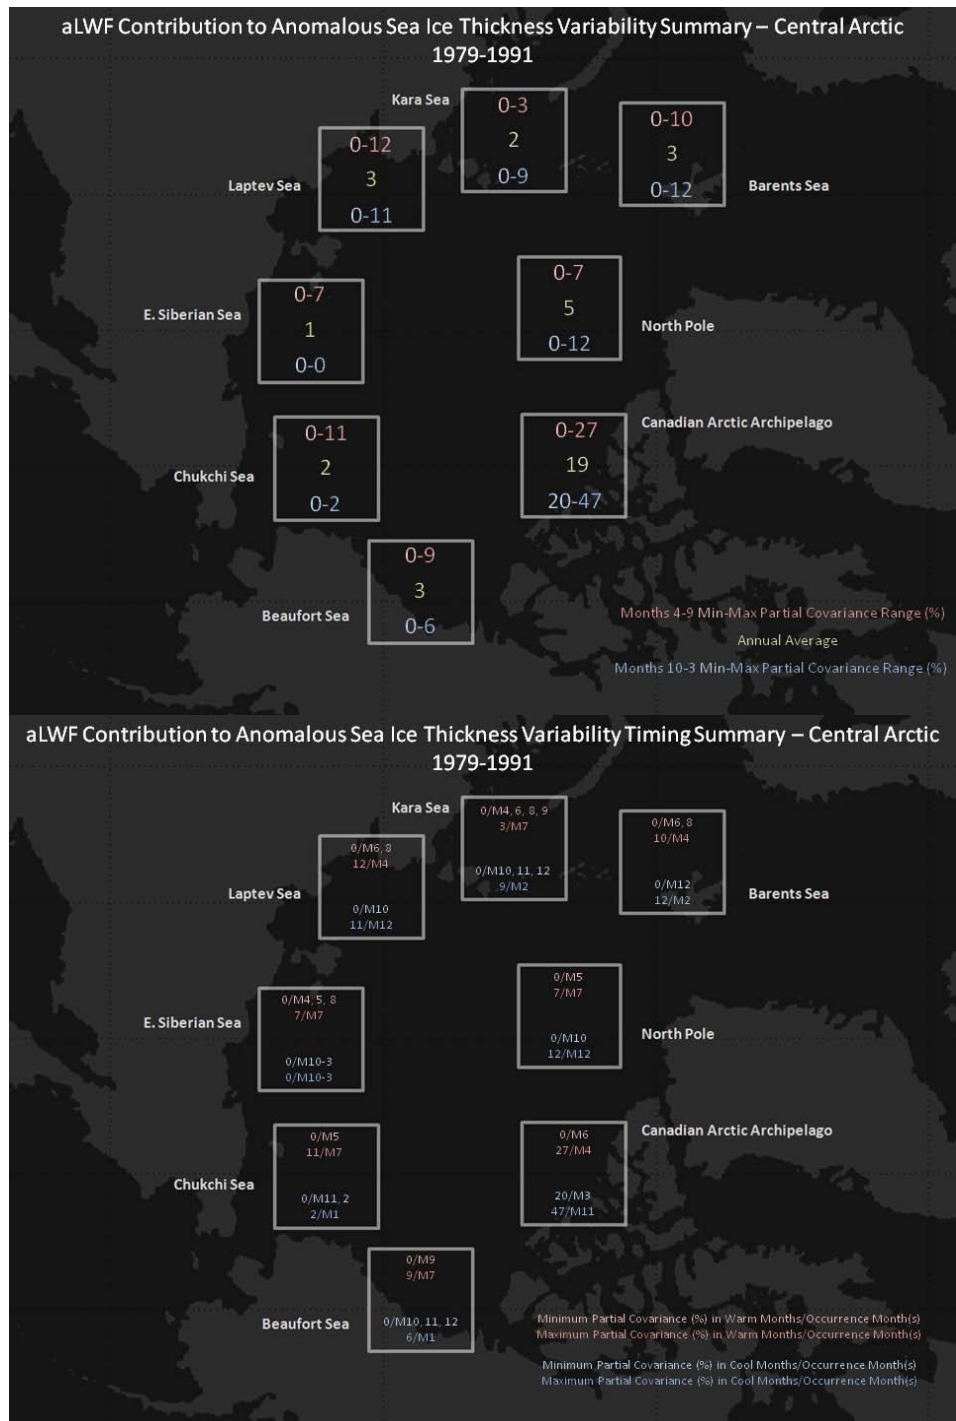 aLWF Contribution to Anomalous Sea Ice Thickness Variability Summary – Central Arctic
1979-1991
Kara Sea
0-3
2
0-9
0-10
3
0-12
Barents Sea
Laptev Sea
0-12
3
0-11
E. Siberian Sea
0-7
1
0-0
0-7
5
0-12
North Pole
Chukchi Sea
0-11
2
0-2
0-27
19
20-47
Canadian Arctic Archipelago
Beaufort Sea
0-9
3
0-6
Months 4-9 Min-Max Partial Covariance Range (%)
Annual Average
Months 10-3 Min-Max Partial Covariance Range (%)
aLWF Contribution to Anomalous Sea Ice Thickness Variability Timing Summary – Central Arctic
1979-1991
Kara Sea
0/M4, 6, 8, 9
3/M7
0/M10, 11, 12
9/M2
0/M6, 8
10/M4
0/M12
12/M2
Barents Sea
Laptev Sea
0/M6, 8
12/M4
0/M10
11/M12
E. Siberian Sea
0/M4, 5, 8
7/M7
0/M10-3
0/M10-3
0/M5
7/M7
0/M10
12/M12
North Pole
Chukchi Sea
0/M5
11/M7
0/M11, 2
2/M1
0/M6
27/M4
20/M3
47/M11
Canadian Arctic Archipelago
Beaufort Sea
0/M9
9/M7
0/M10, 11, 12
6/M1
Minimum Partial Covariance (%) in Warm Months/Occurrence Month(s)
Maximum Partial Covariance (%) in Warm Months/Occurrence Month(s)
Minimum Partial Covariance (%) in Cool Months/Occurrence Month(s)
Maximum Partial Covariance (%) in Cool Months/Occurrence Month(s)